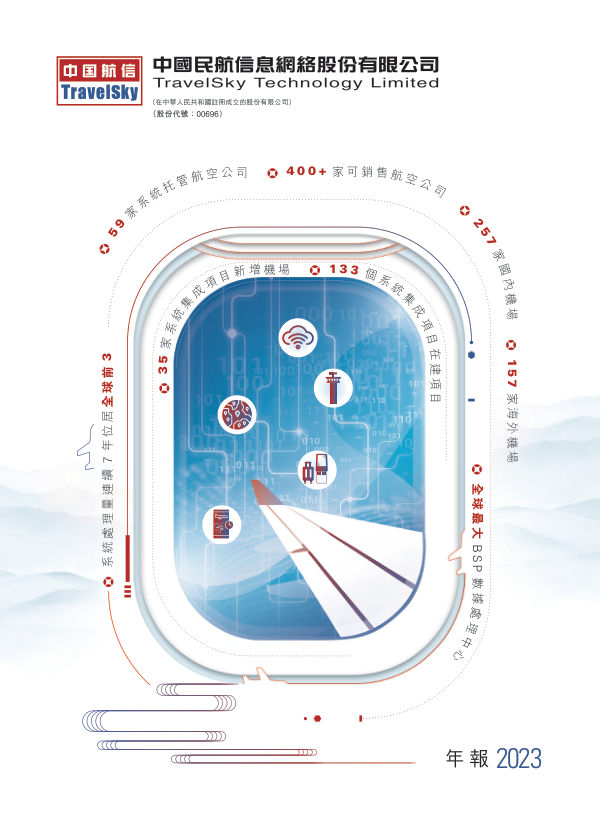 中国航信
TravelSky
中國民航信息網絡股份有限公司
TravelSky Technology Limited
（在中華人民共和國註冊成立的股份有限公司）
（股份代號：00696）
59 家系統托管航空公司
400+ 家可銷售航空公司
257 家國內機場
157 家海外機場
全球最大 BSP 數據處理中心
系統處理量連續 7 年位居全球前 3
35 家系統集成項目新增機場
133 個系統集成項目在建項目
年報 2023